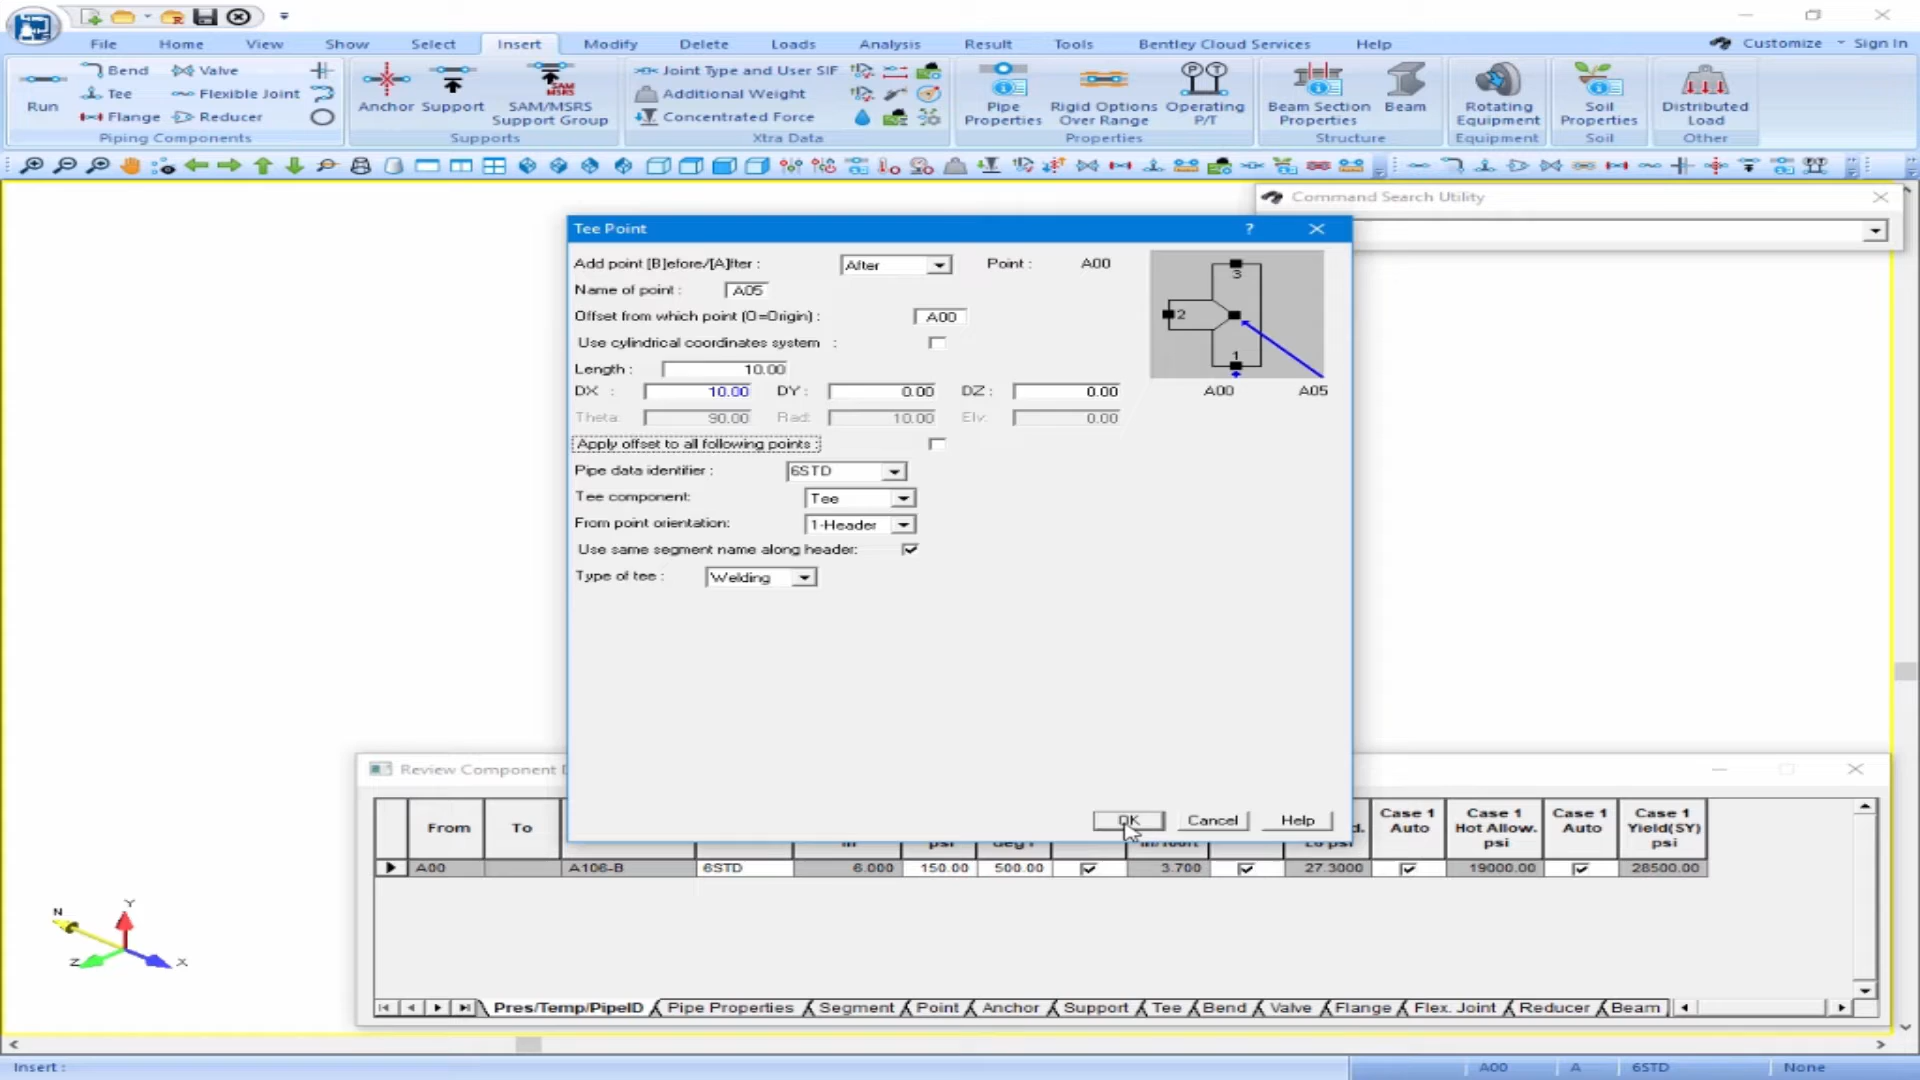 File Home View Show Select Insert Modify Delete Loads Analysis Result Tools Bentley Cloud Services Help Customize Sign In
Run Bend Valve
Tee Flexible Joint
Flange Reducer
Piping Components
Anchor Support SAM/MSRS Support Group
Supports
Joint Type and User SIF
Additional Weight
Concentrated Force
Xtra Data
Pipe Properties Rigid Options Over Range Operating P/T
Properties
Beam Section Properties Beam
Structure
Rotating Equipment
Equipment
Soil Properties
Soil
Distributed Load
Other
Command Search Utility
Tee Point ?
Add point [B]efore/[A]fter : After Point : A00
Name of point : A05
Offset from which point (O=Origin) : A00
Use cylindrical coordinates system :
Length : 10.00
DX : 10.00 DY : 0.00 DZ : 0.00
Theta: 90.00 Rad: 10.00 Elv: 0.00
Apply offset to all following points :
Pipe data identifier : 6STD
Tee component: Tee
From point orientation: 1-Header
Use same segment name along header:
Type of tee : Welding
3
2
1
A00 A05
OK Cancel Help
Review Component
From To Case 1 Auto Case 1 Hot Allow. psi Case 1 Auto Case 1 Yield(SY) psi
A00 A106-B 6STD 6.000 150.00 500.00 3.700 27.3000 19000.00 28500.00
Pres/Temp/PipeID Pipe Properties Segment Point Anchor Support Tee Bend Valve Flange Flex. Joint Reducer Beam
N Y Z X
Insert : A00 A 6STD None